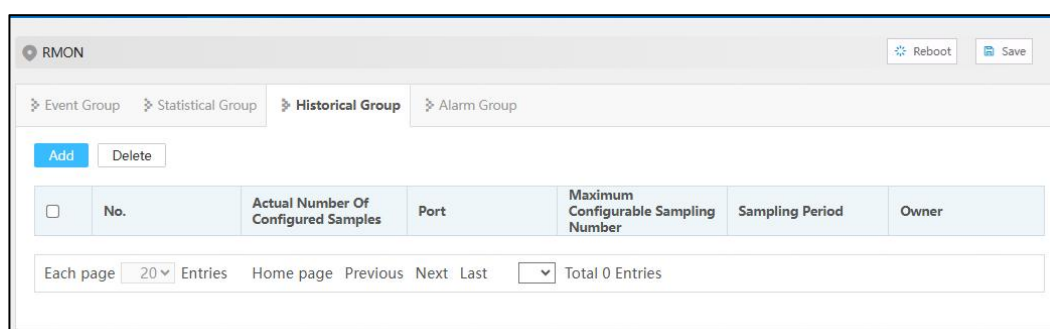 RMON Reboot Save
Event Group Statistical Group Historical Group Alarm Group
Add Delete
No. Actual Number Of Configured Samples Port Maximum Configurable Sampling Number Sampling Period Owner
Each page 20 Entries Home page Previous Next Last Total 0 Entries